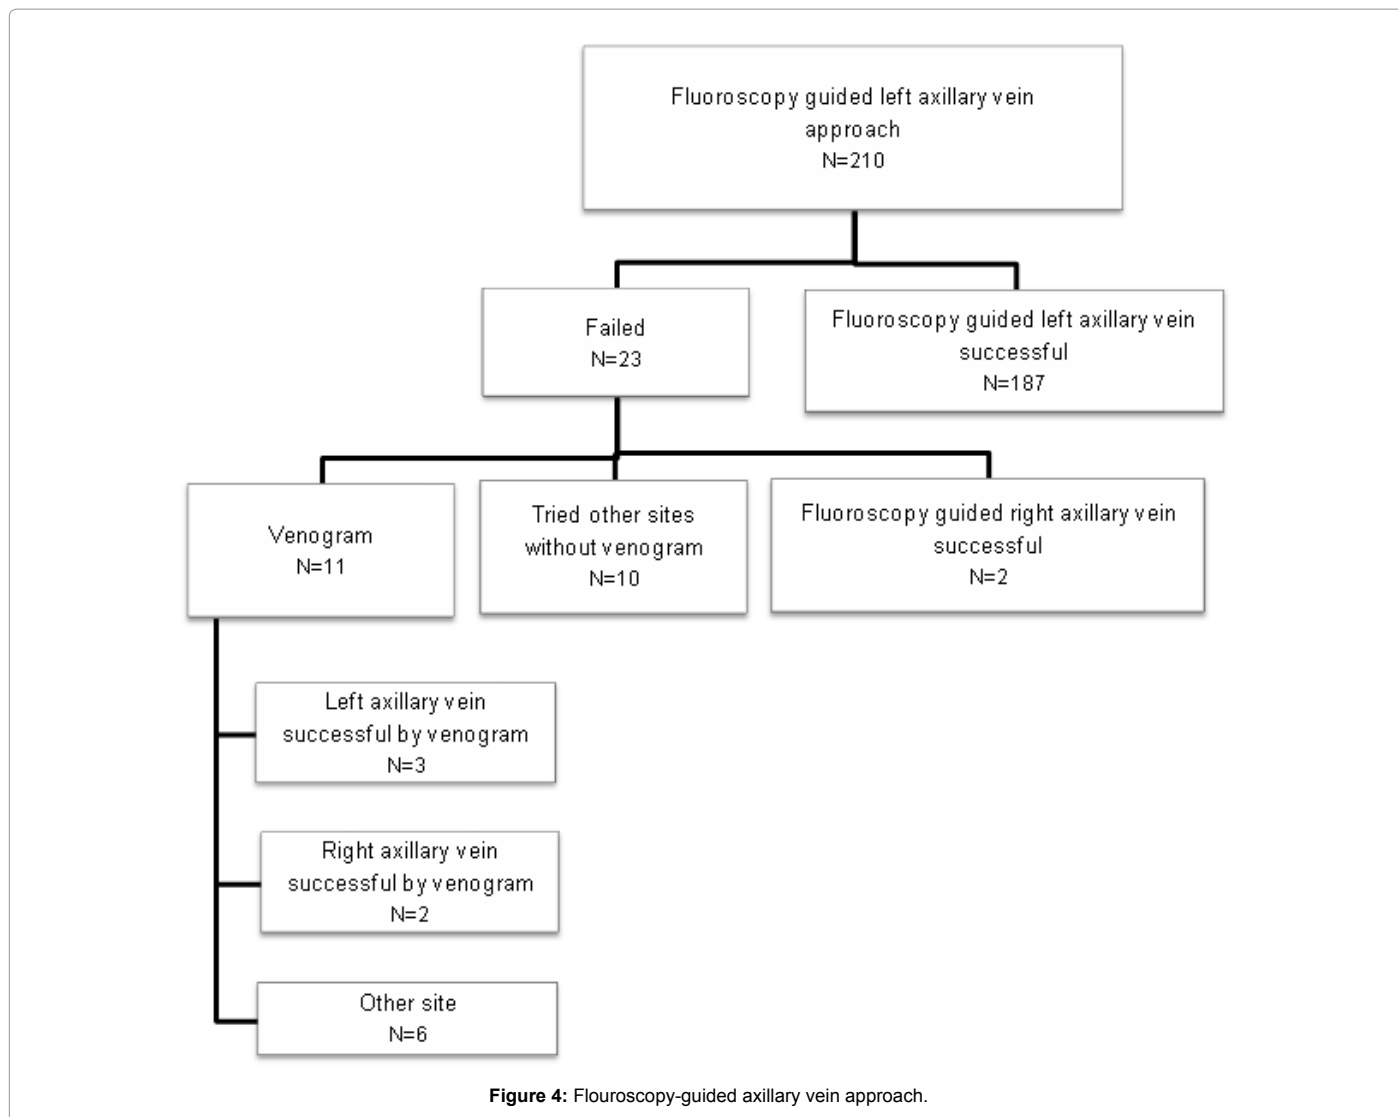 Fluoroscopy guided left axillary vein
approach
N=210
Failed
N=23
Fluoroscopy guided left axillary vein
successful
N=187
Venogram
N=11
Tried other sites
without venogram
N=10
Fluoroscopy guided right axillary vein
successful
N=2
Left axillary vein
successful by venogram
N=3
Right axillary vein
successful by venogram
N=2
Other site
N=6
Figure 4: Flouroscopy-guided axillary vein approach.